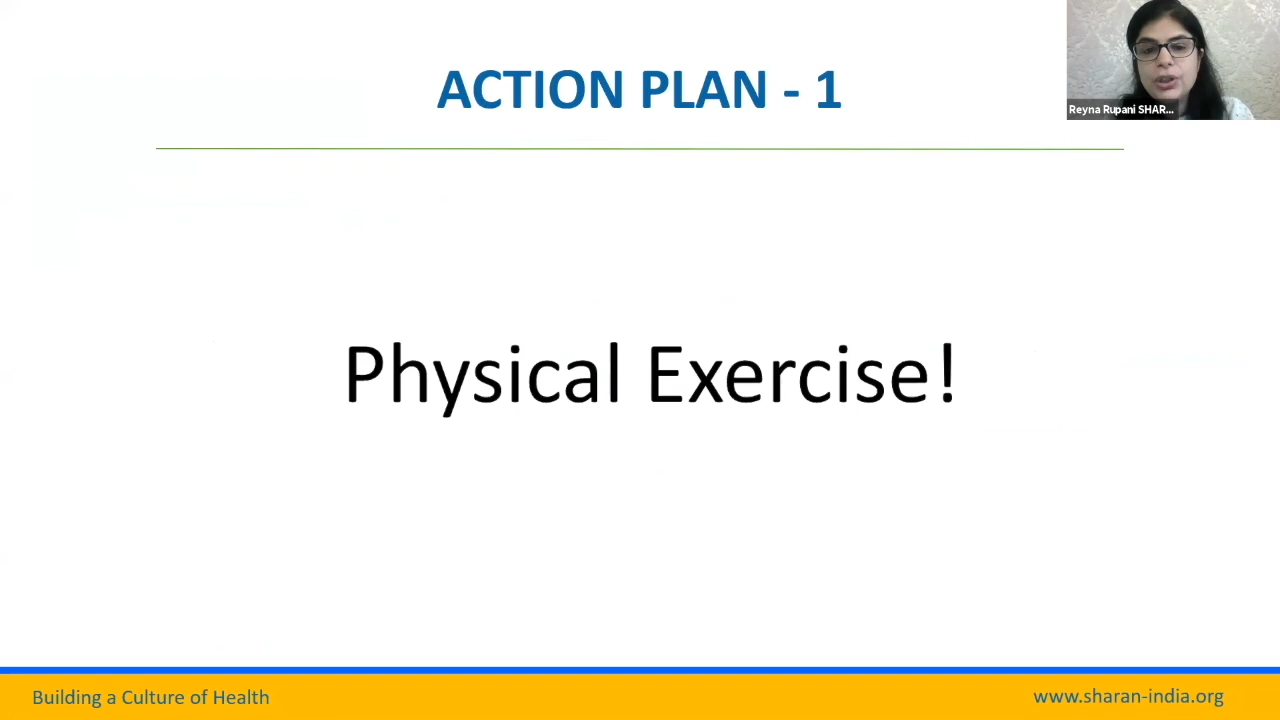 ACTION PLAN - 1
Reyna Rupani SHAR...
Physical Exercise!
Building a Culture of Health
www.sharan-india.org